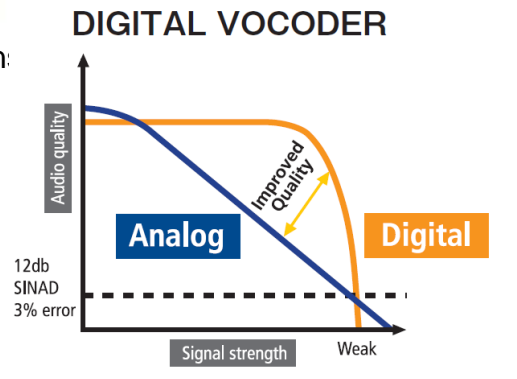 DIGITAL VOCODER
Audio quality
Improved
Quality
Analog
Digital
12db
SINAD
3% error
Signal strength
Weak